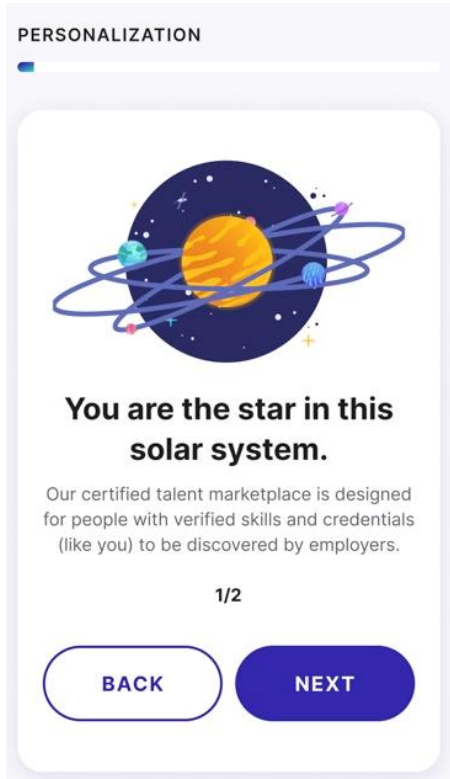 PERSONALIZATION
You are the star in this
solar system.
Our certified talent marketplace is designed
for people with verified skills and credentials
(like you) to be discovered by employers.
1/2
BACK
NEXT